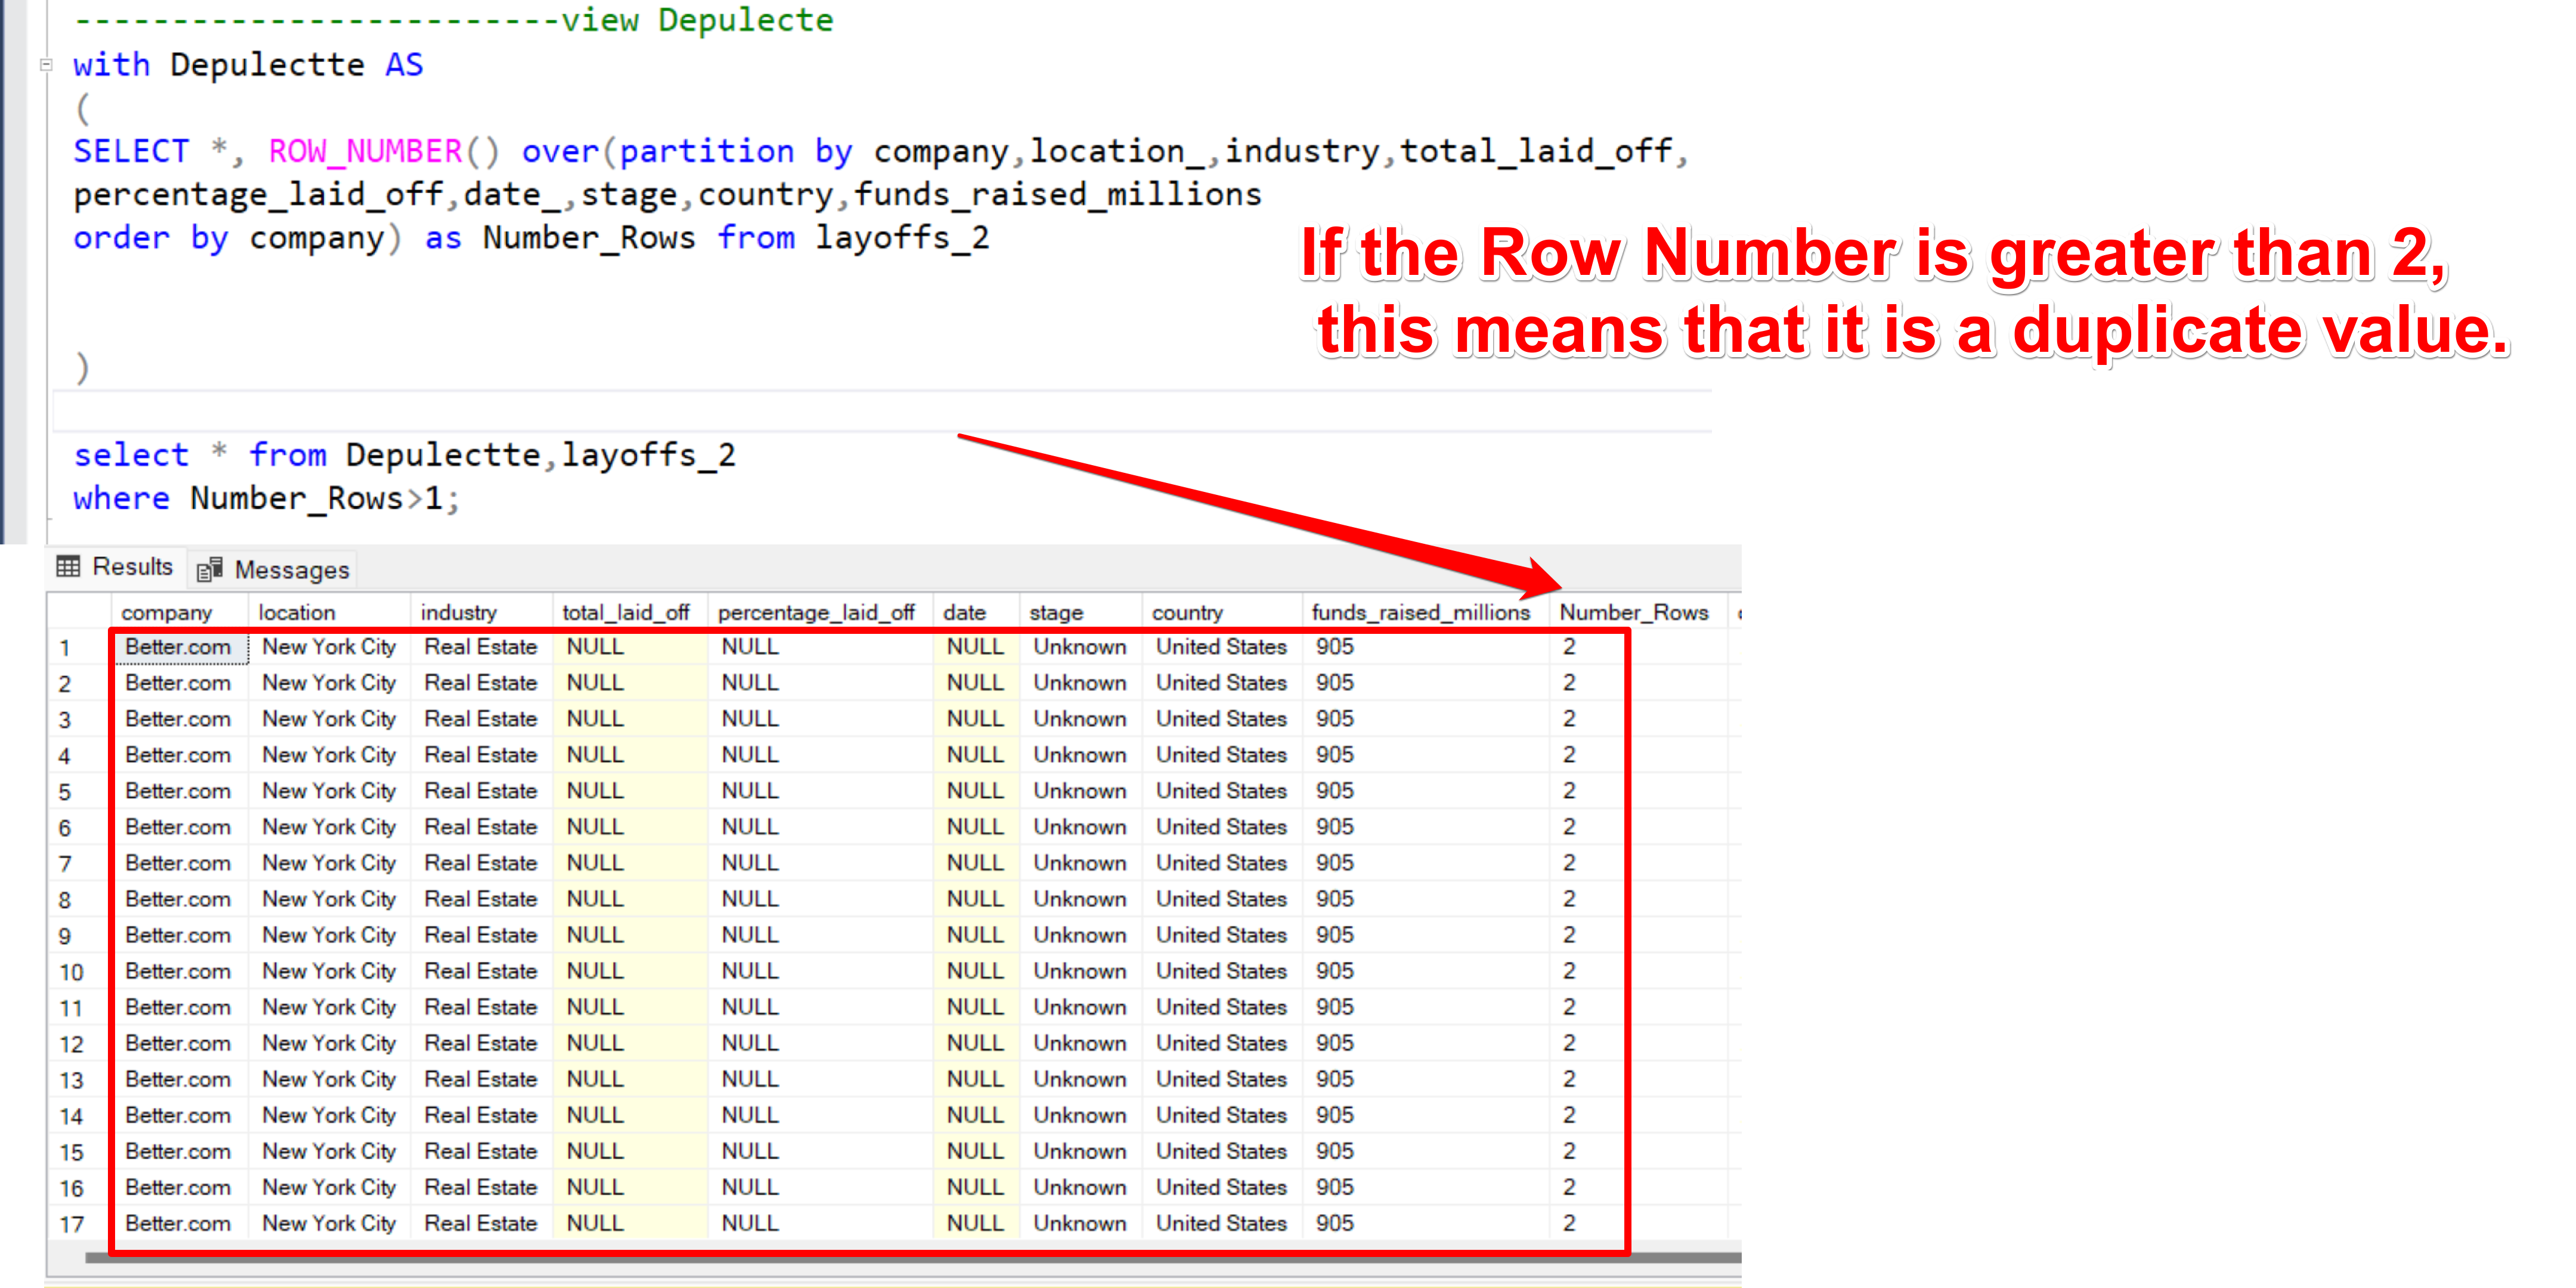 -------------------------view Depulecte
with Depulectte AS
(
SELECT *, ROW_NUMBER() over(partition by company,location_,industry,total_laid_off,
percentage_laid_off,date_,stage,country,funds_raised_millions
order by company) as Number_Rows from layoffs_2
If the Row Number is greater than 2,
this means that it is a duplicate value.
)
select * from Depulectte,layoffs_2
where Number_Rows>1;
Results Messages
company location industry total_laid_off percentage_laid_off date stage country funds_raised_millions Number_Rows
1 Better.com New York City Real Estate NULL NULL NULL Unknown United States 905 2
2 Better.com New York City Real Estate NULL NULL NULL Unknown United States 905 2
3 Better.com New York City Real Estate NULL NULL NULL Unknown United States 905 2
4 Better.com New York City Real Estate NULL NULL NULL Unknown United States 905 2
5 Better.com New York City Real Estate NULL NULL NULL Unknown United States 905 2
6 Better.com New York City Real Estate NULL NULL NULL Unknown United States 905 2
7 Better.com New York City Real Estate NULL NULL NULL Unknown United States 905 2
8 Better.com New York City Real Estate NULL NULL NULL Unknown United States 905 2
9 Better.com New York City Real Estate NULL NULL NULL Unknown United States 905 2
10 Better.com New York City Real Estate NULL NULL NULL Unknown United States 905 2
11 Better.com New York City Real Estate NULL NULL NULL Unknown United States 905 2
12 Better.com New York City Real Estate NULL NULL NULL Unknown United States 905 2
13 Better.com New York City Real Estate NULL NULL NULL Unknown United States 905 2
14 Better.com New York City Real Estate NULL NULL NULL Unknown United States 905 2
15 Better.com New York City Real Estate NULL NULL NULL Unknown United States 905 2
16 Better.com New York City Real Estate NULL NULL NULL Unknown United States 905 2
17 Better.com New York City Real Estate NULL NULL NULL Unknown United States 905 2